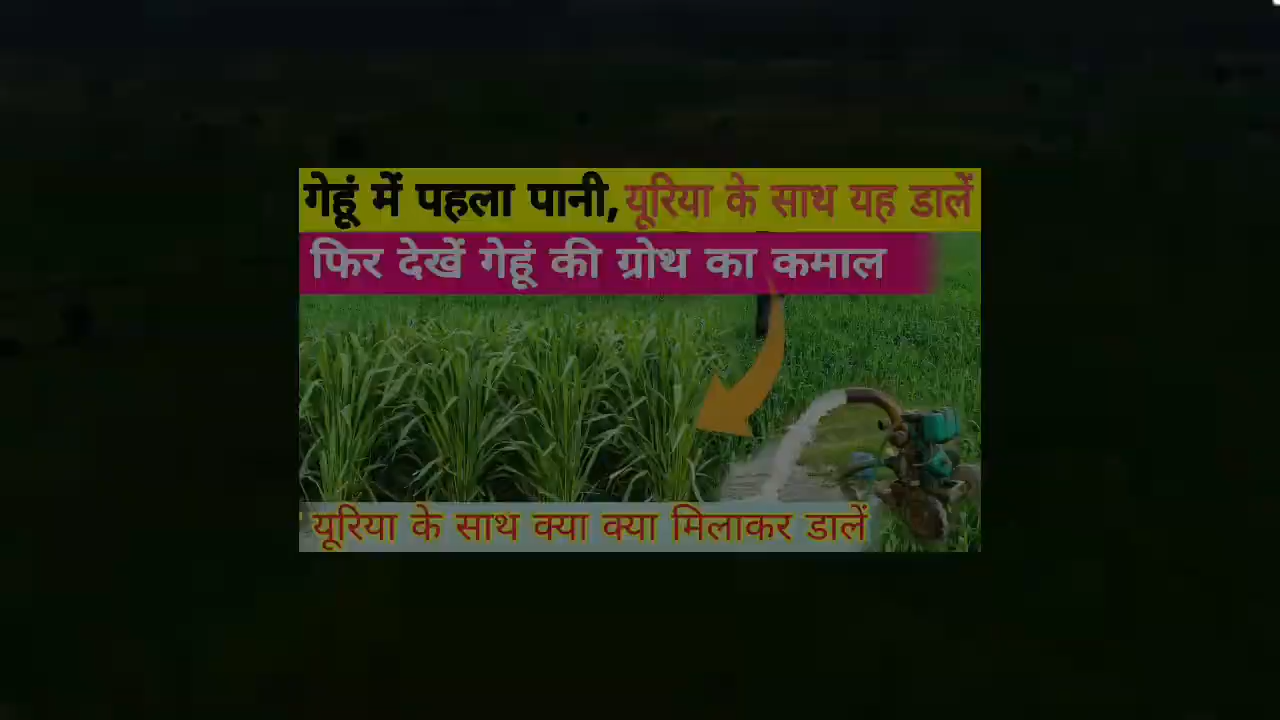 गेहूं में पहला पानी, यूरिया के साथ यह डालें
फिर देखें गेहूं की ग्रोथ का कमाल
यूरिया के साथ क्या क्या मिलाकर डालें